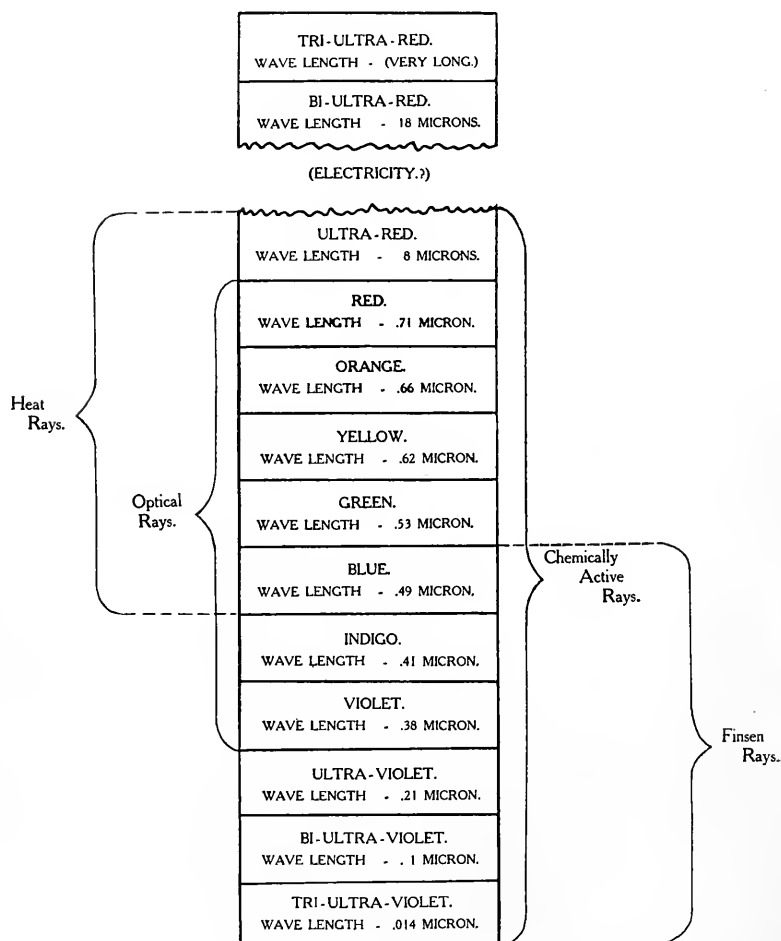 TRI-ULTRA-RED.
WAVE LENGTH - (VERY LONG.)
BI-ULTRA-RED.
WAVE LENGTH - 18 MICRONS.
(ELECTRICITY.?)
ULTRA-RED.
WAVE LENGTH - 8 MICRONS.
RED.
WAVE LENGTH - .71 MICRON.
ORANGE.
WAVE LENGTH - .66 MICRON.
YELLOW.
WAVE LENGTH - .62 MICRON.
GREEN.
WAVE LENGTH - .53 MICRON.
BLUE.
WAVE LENGTH - .49 MICRON.
INDIGO.
WAVE LENGTH - .41 MICRON.
VIOLET.
WAVE LENGTH - .38 MICRON.
ULTRA-VIOLET.
WAVE LENGTH - .21 MICRON.
BI-ULTRA-VIOLET.
WAVE LENGTH - .1 MICRON.
TRI-ULTRA-VIOLET.
WAVE LENGTH - .014 MICRON.
Heat
Rays.
Optical
Rays.
Chemically
Active
Rays.
Finsen
Rays.